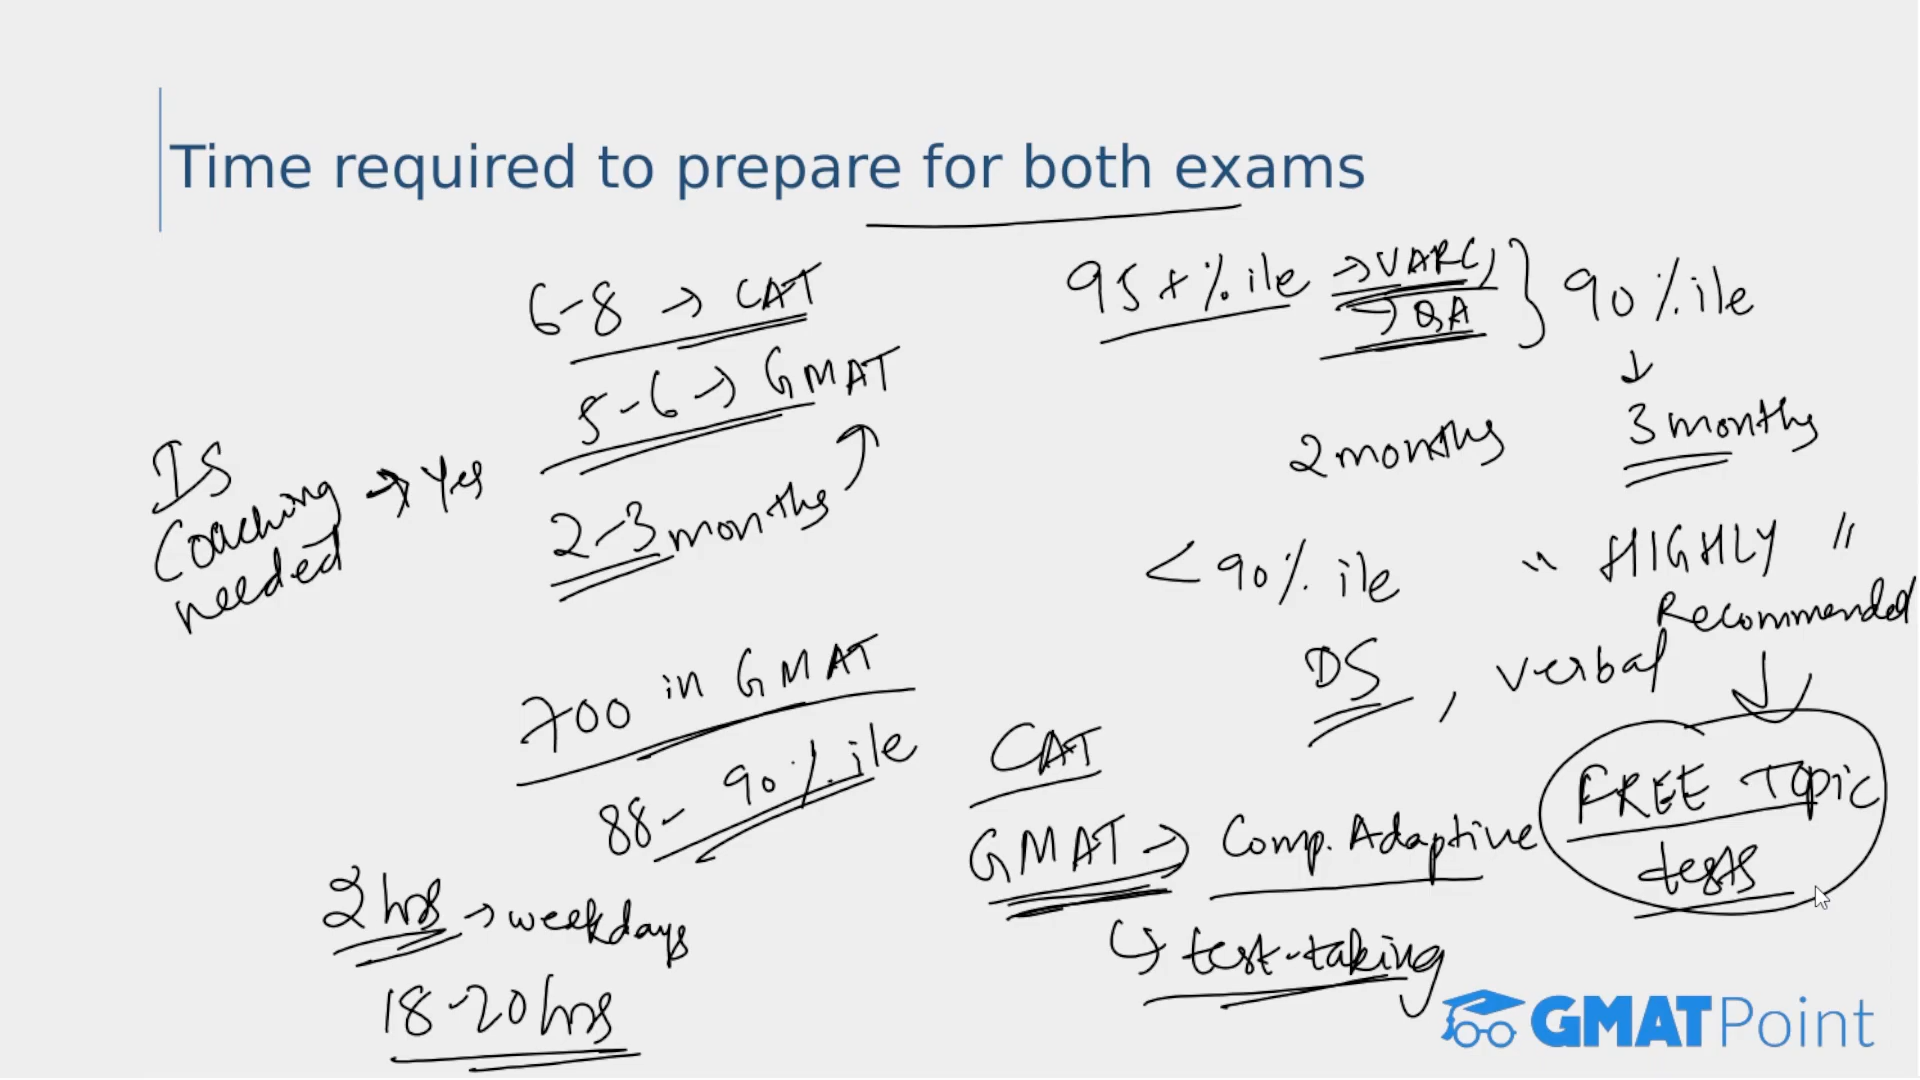 Time required to prepare for both exams
6-8 → CAT
5-6 → GMAT
2-3 months
Is
Coaching → Yes
needed
700 in GMAT
88- 90%ile
2 hrs → weekdays
18-20 hrs
95+%ile → VARC, } 90%ile
→ QA
↓
2 months 3 months
<90%ile "HIGHLY"
Recommended
DS, verbal
CAT
GMAT → Comp. Adaptive
↳ test-taking
FREE Topic
tests
GMATPoint